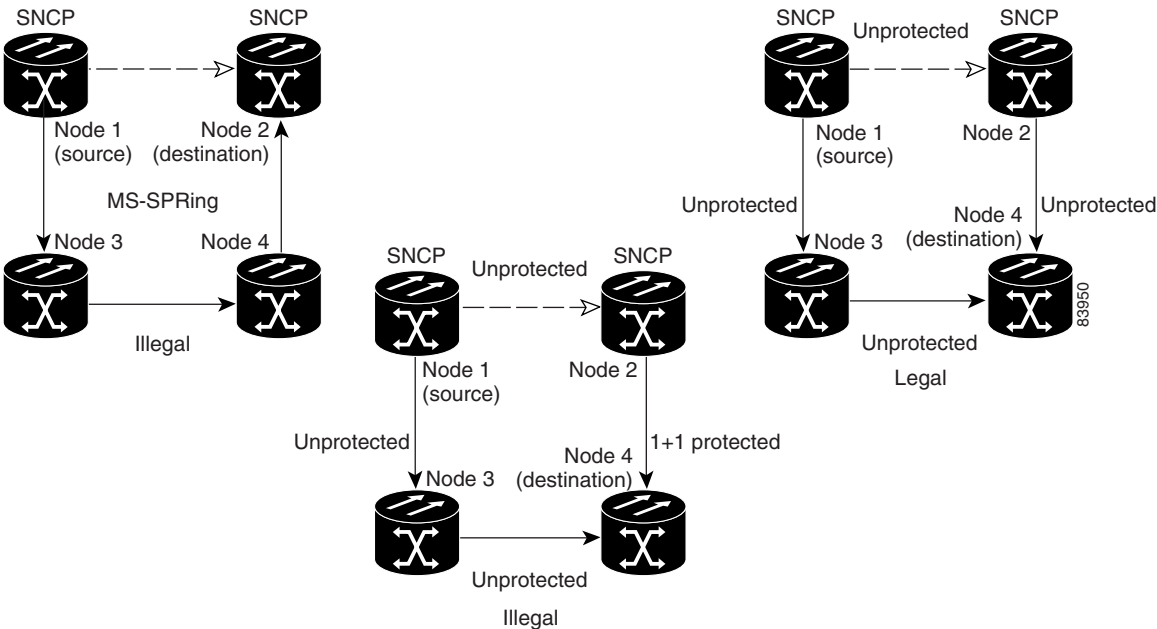 SNCP
SNCP
Node 1
(source)
Node 2
(destination)
MS-SPRing
Node 3
Node 4
Illegal
SNCP
SNCP
Unprotected
Node 1
(source)
Node 2
Unprotected
1+1 protected
Node 3
Node 4
(destination)
Unprotected
Illegal
SNCP
SNCP
Unprotected
Node 1
(source)
Node 2
Unprotected
Unprotected
Node 3
Node 4
(destination)
Unprotected
Legal
83950